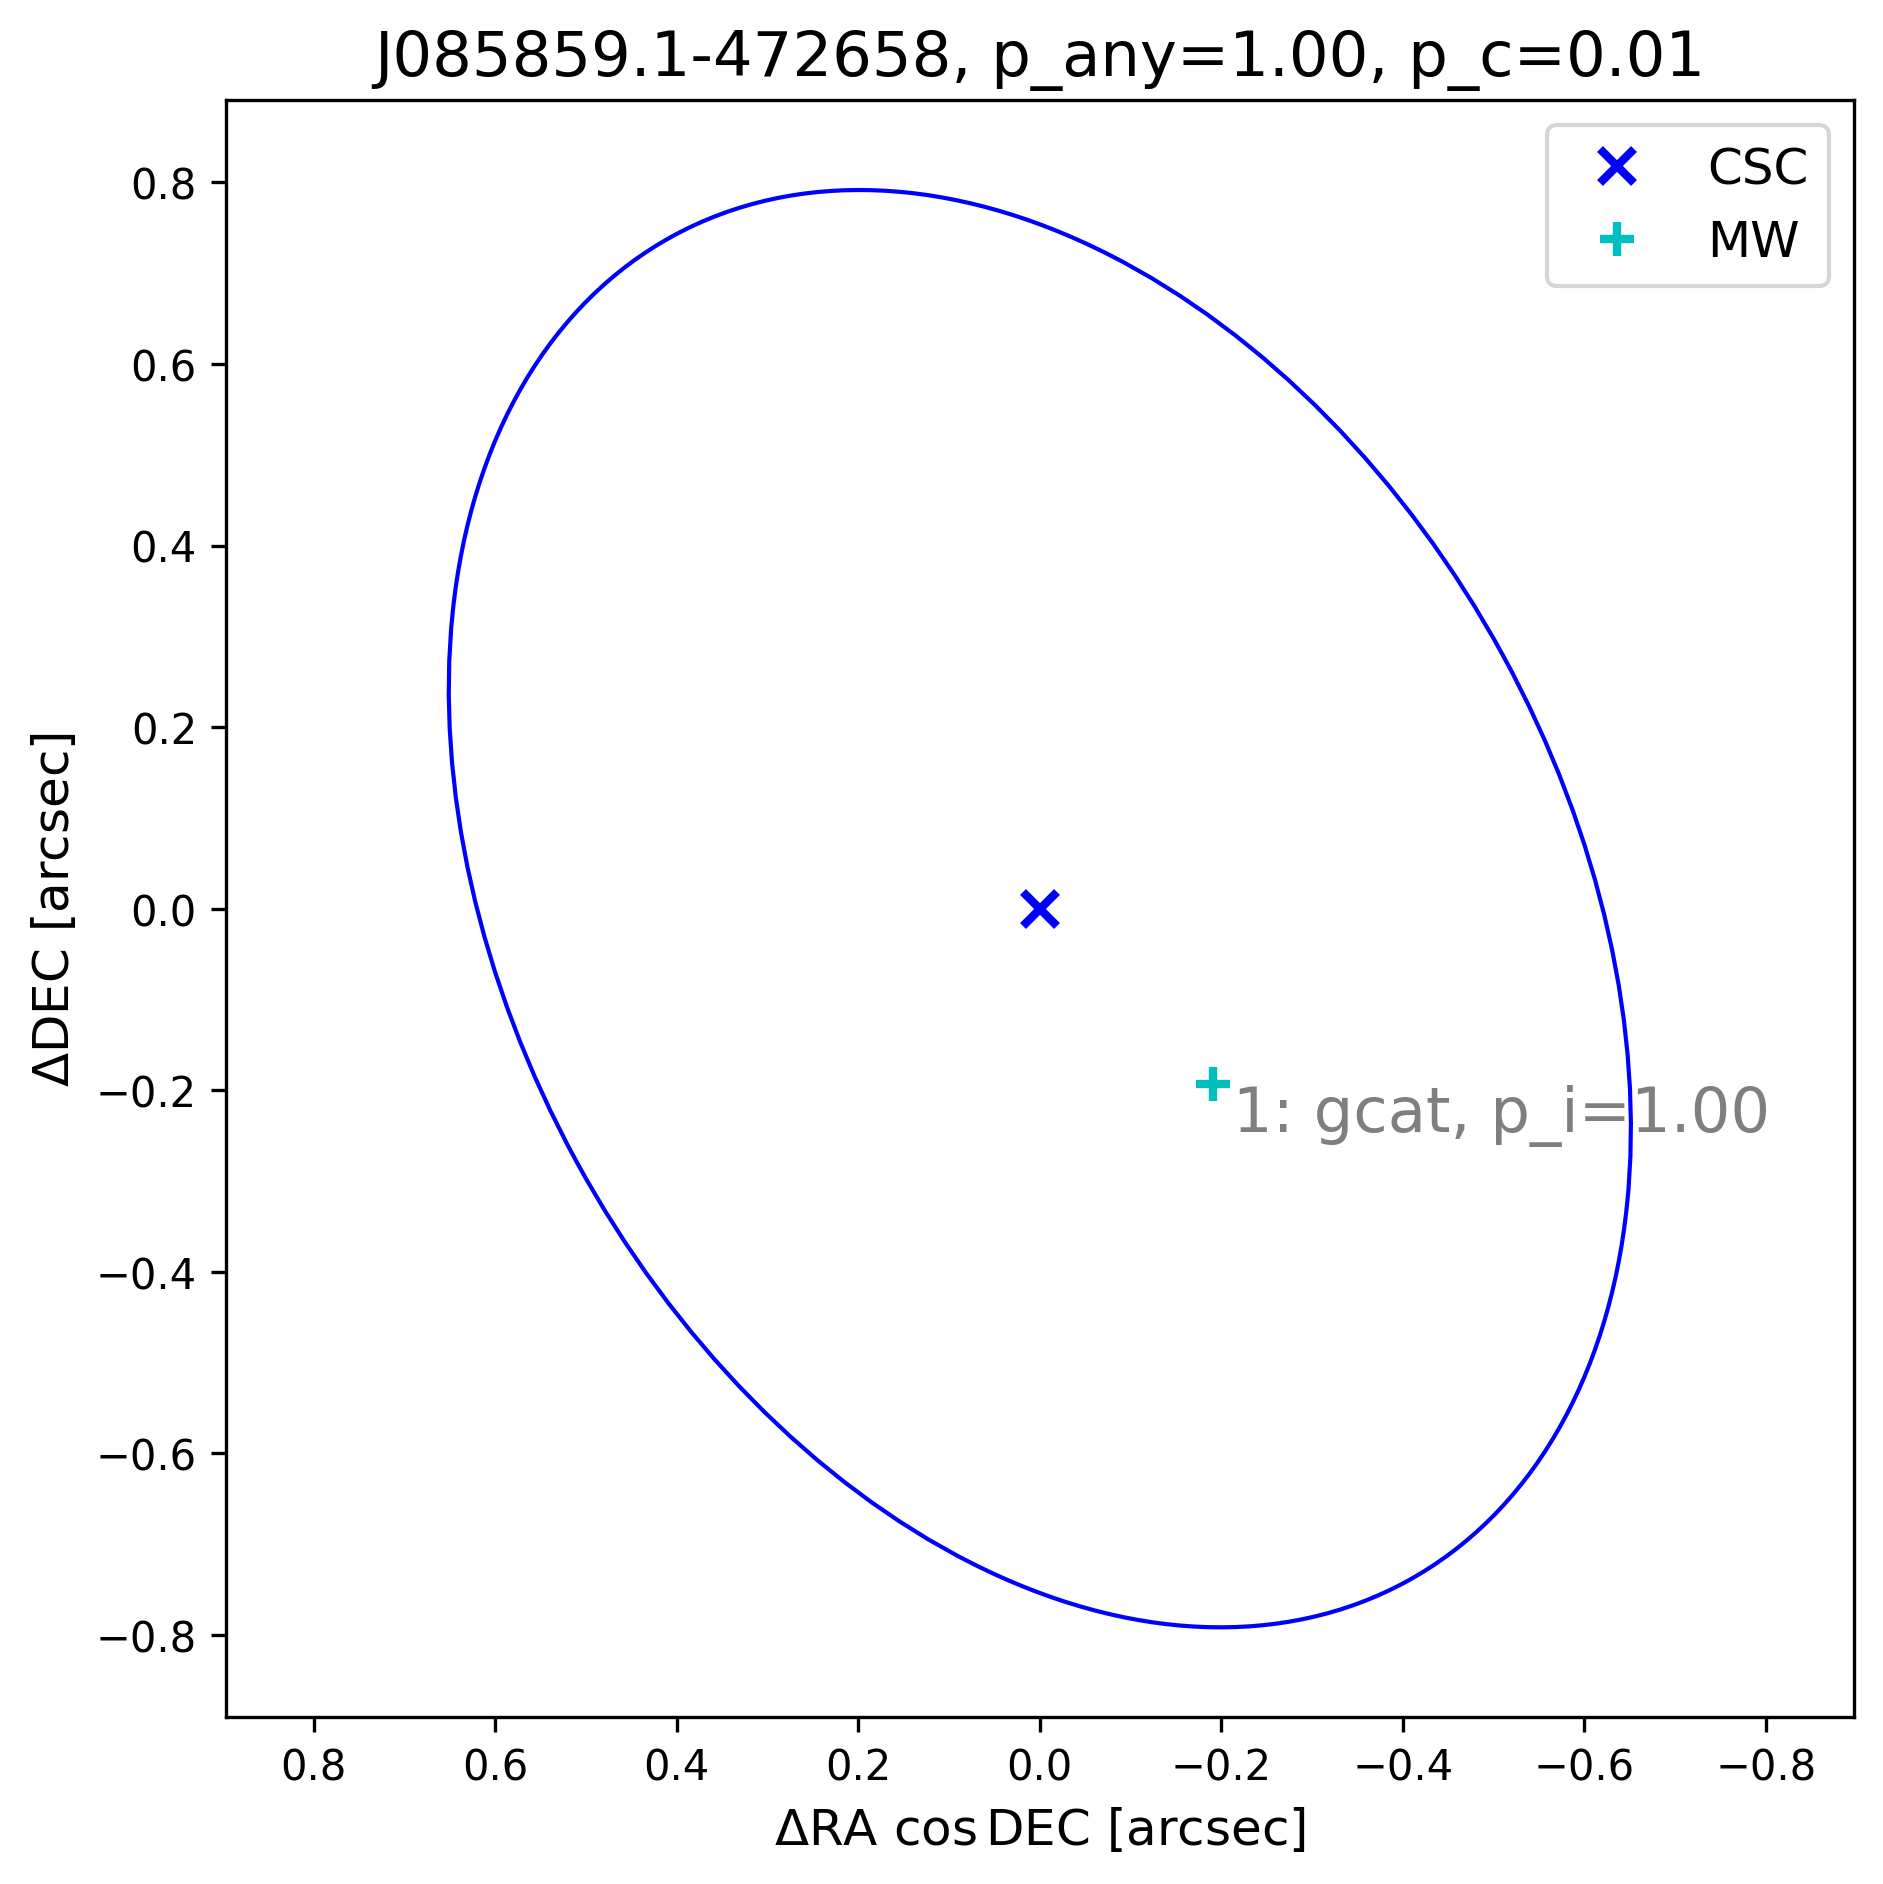 J085859.1-472658, p_any=1.00, p_c=0.01
CSC
MW
0.8
0.6
0.4
0.2
0.0
−0.2
−0.4
−0.6
−0.8
ΔDEC [arcsec]
1: gcat, p_i=1.00
0.8 0.6 0.4 0.2 0.0 −0.2 −0.4 −0.6 −0.8
ΔRA cos DEC [arcsec]